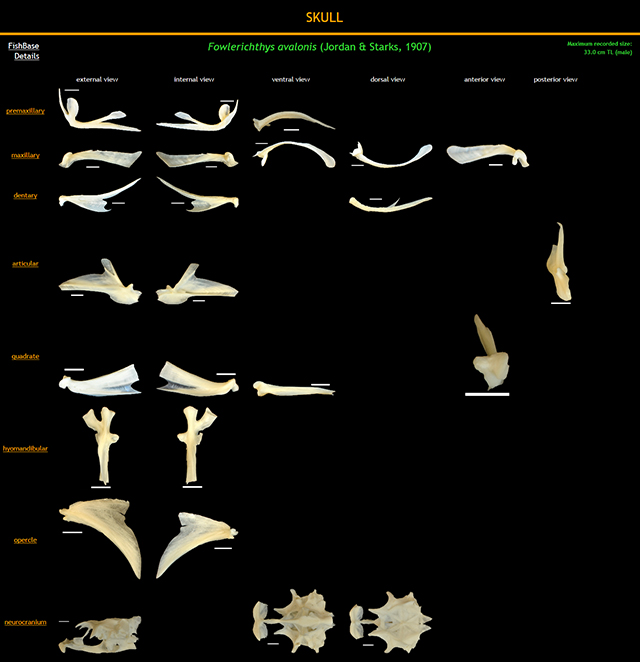 SKULL
FishBase
Details
Fowlerichthys avalonis (Jordan & Starks, 1907)
Maximum recorded size:
33.0 cm TL (male)
external view internal view ventral view dorsal view anterior view posterior view
premaxillary
maxillary
dentary
articular
quadrate
hyomandibular
opercle
neurocranium